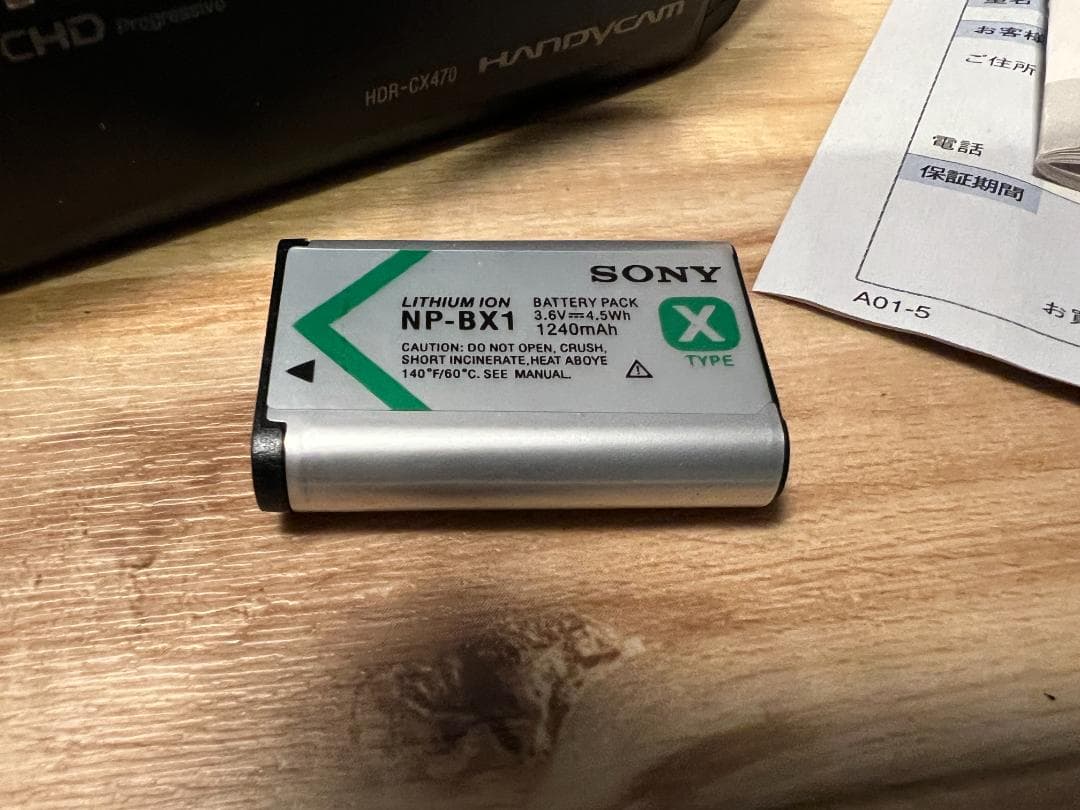 CHD Progressive
HDR-CX470 HANDYCAM
SONY
LITHIUM ION BATTERY PACK
NP-BX1 3.6V⎓4.5Wh
1240mAh
X
TYPE
CAUTION: DO NOT OPEN, CRUSH,
SHORT INCINERATE,HEAT ABOYE
140°F/60°C. SEE MANUAL.
お客様
ご住所
電話
保証期間
A01-5
お買